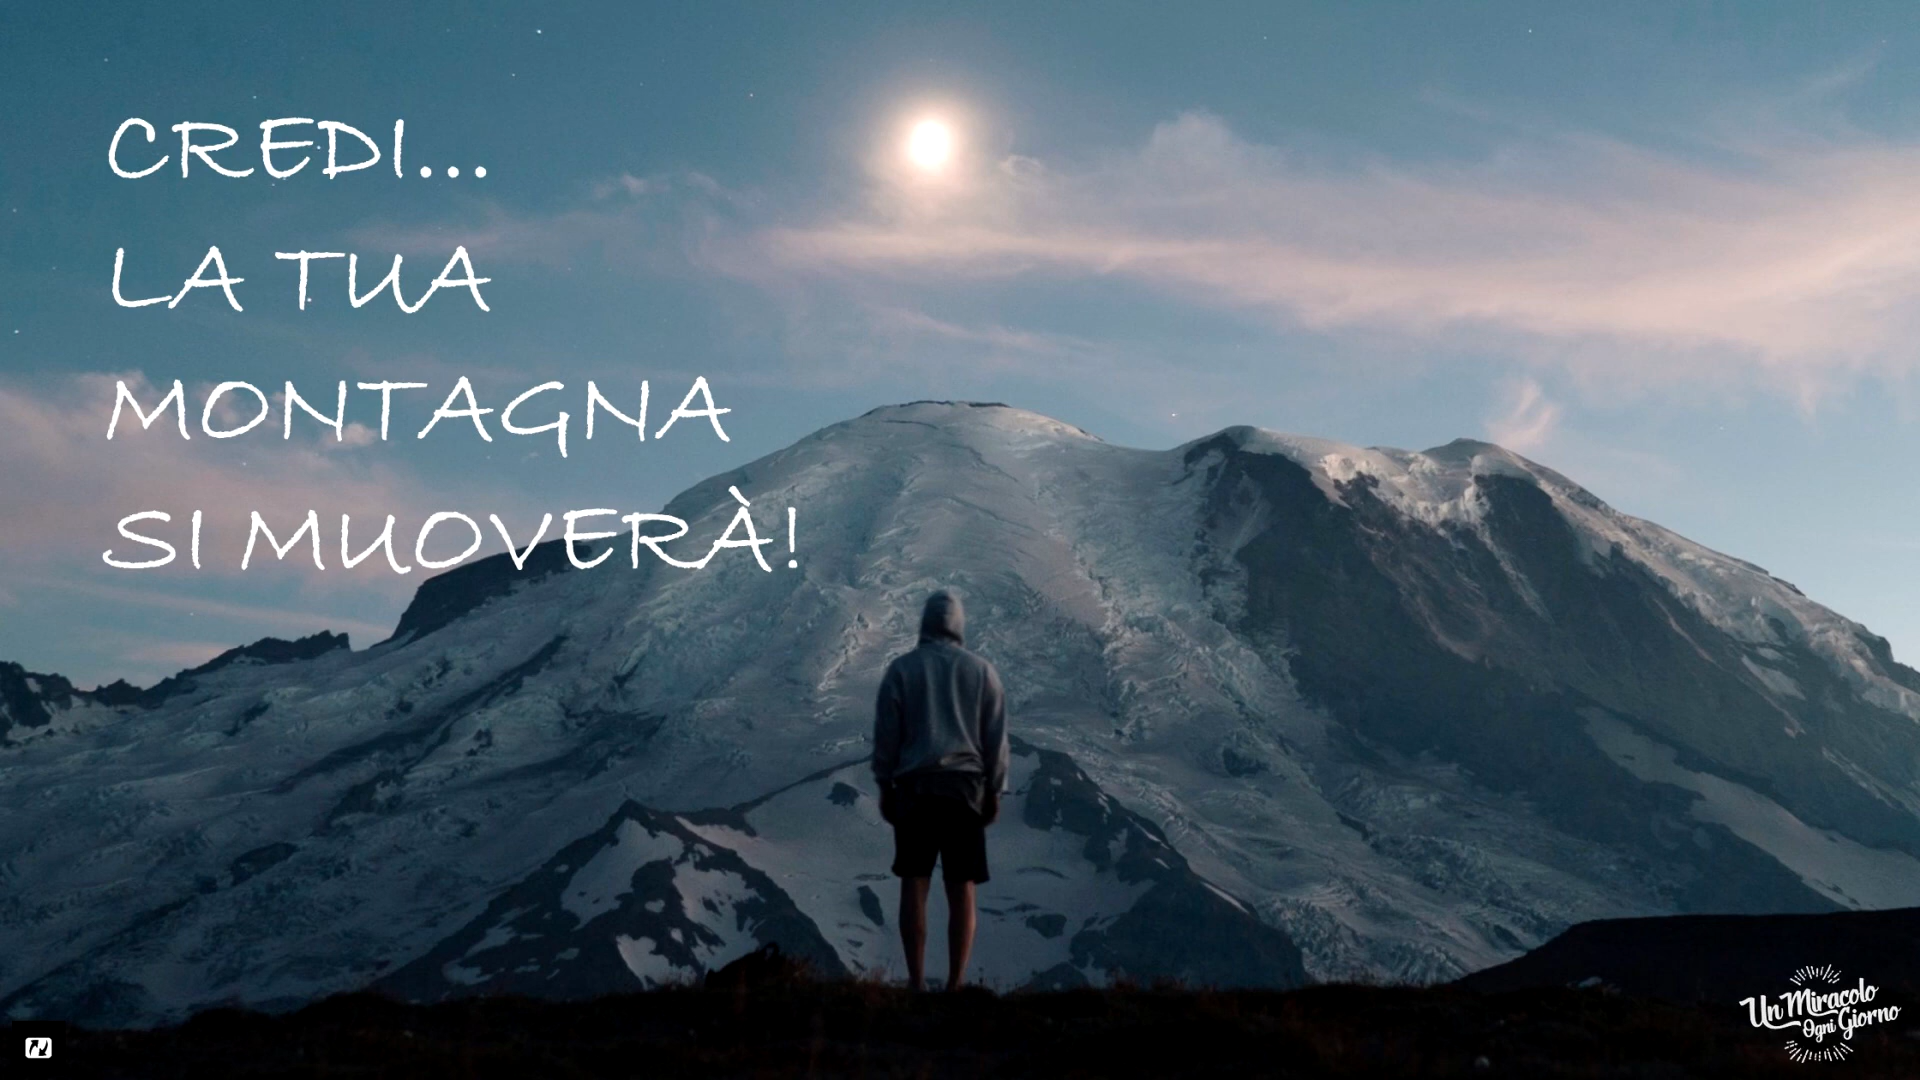 CREDI...
LA TUA
MONTAGNA
SI MUOVERÀ!
Un Miracolo
Ogni Giorno